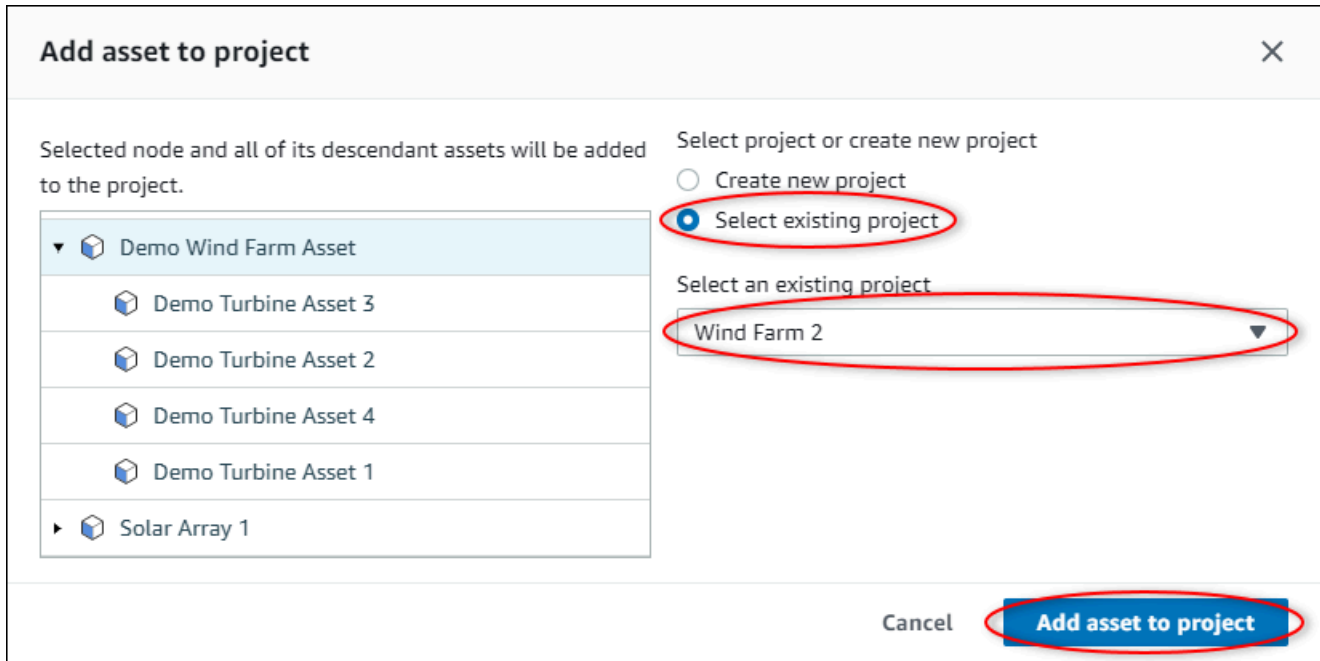 Add asset to project
Selected node and all of its descendant assets will be added
to the project.
Demo Wind Farm Asset
Demo Turbine Asset 3
Demo Turbine Asset 2
Demo Turbine Asset 4
Demo Turbine Asset 1
Solar Array 1
Select project or create new project
Create new project
Select existing project
Select an existing project
Wind Farm 2
Cancel
Add asset to project